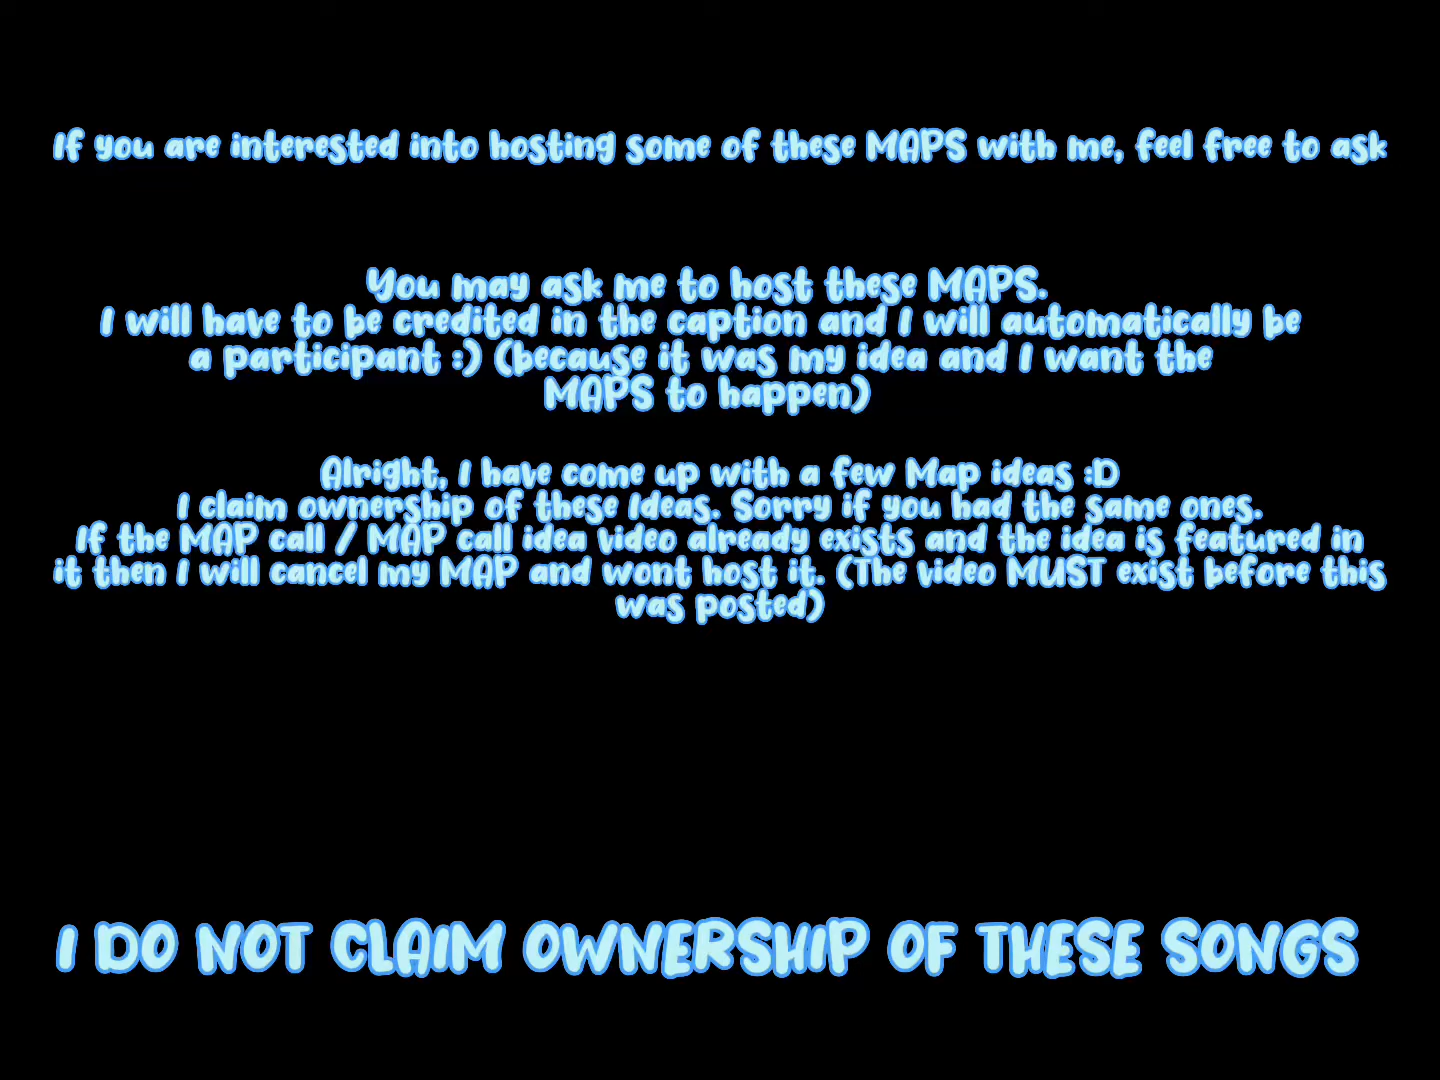 If you are interested into hosting some of these MAPS with me, feel free to ask
You may ask me to host these MAPS.
I will have to be credited in the caption and I will automatically be
a participant :) (because it was my idea and I want the
MAPS to happen)
Alright, I have come up with a few Map ideas :D
I claim ownership of these Ideas. Sorry if you had the same ones.
If the MAP call / MAP call idea video already exists and the idea is featured in
it then I will cancel my MAP and wont host it. (The video MUST exist before this
was posted)
I DO NOT CLAIM OWNERSHIP OF THESE SONGS